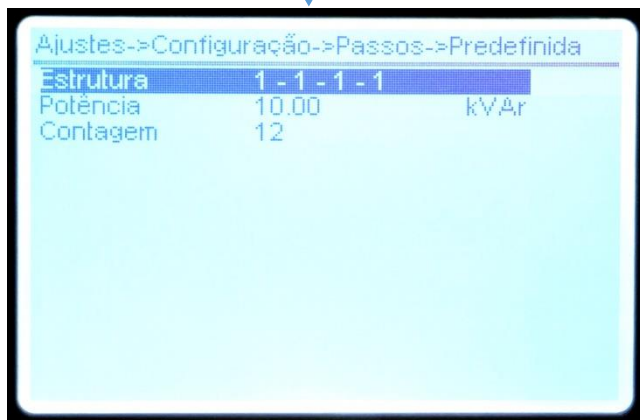 Ajustes->Configuração->Passos->Predefinida
Estrutura 1 - 1 - 1 - 1
Potência 10.00 kVAr
Contagem 12